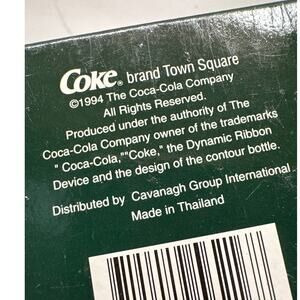 Coke® brand Town Square
©1994 The Coca-Cola Company
All Rights Reserved.
Produced under the authority of The
Coca-Cola Company owner of the trademarks
" Coca-Cola,""Coke," the Dynamic Ribbon
Device and the design of the contour bottle.
Distributed by Cavanagh Group International
Made in Thailand